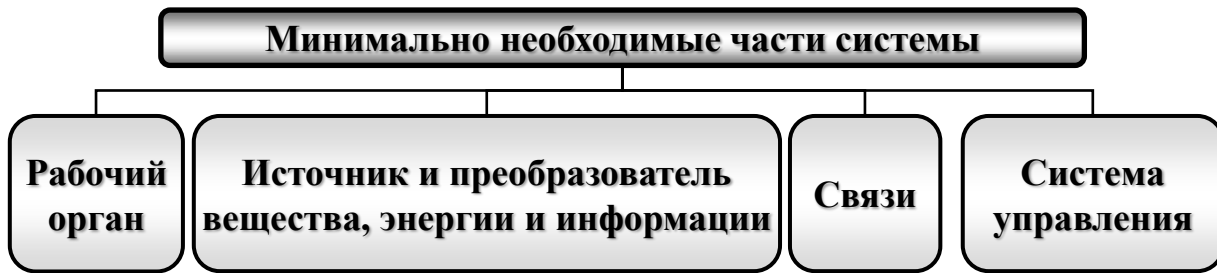 Минимально необходимые части системы
Рабочий
орган
Источник и преобразователь
вещества, энергии и информации
Связи
Система
управления